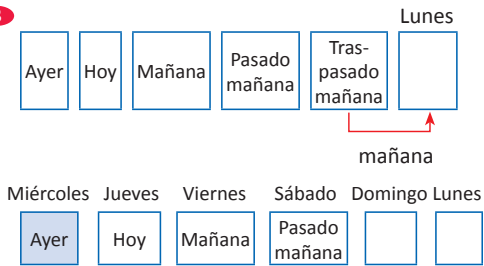 Lunes
Ayer
Hoy
Mañana
Pasado
mañana
Tras-
pasado
mañana
mañana
Miércoles Jueves Viernes Sábado Domingo Lunes
Ayer
Hoy
Mañana
Pasado
mañana